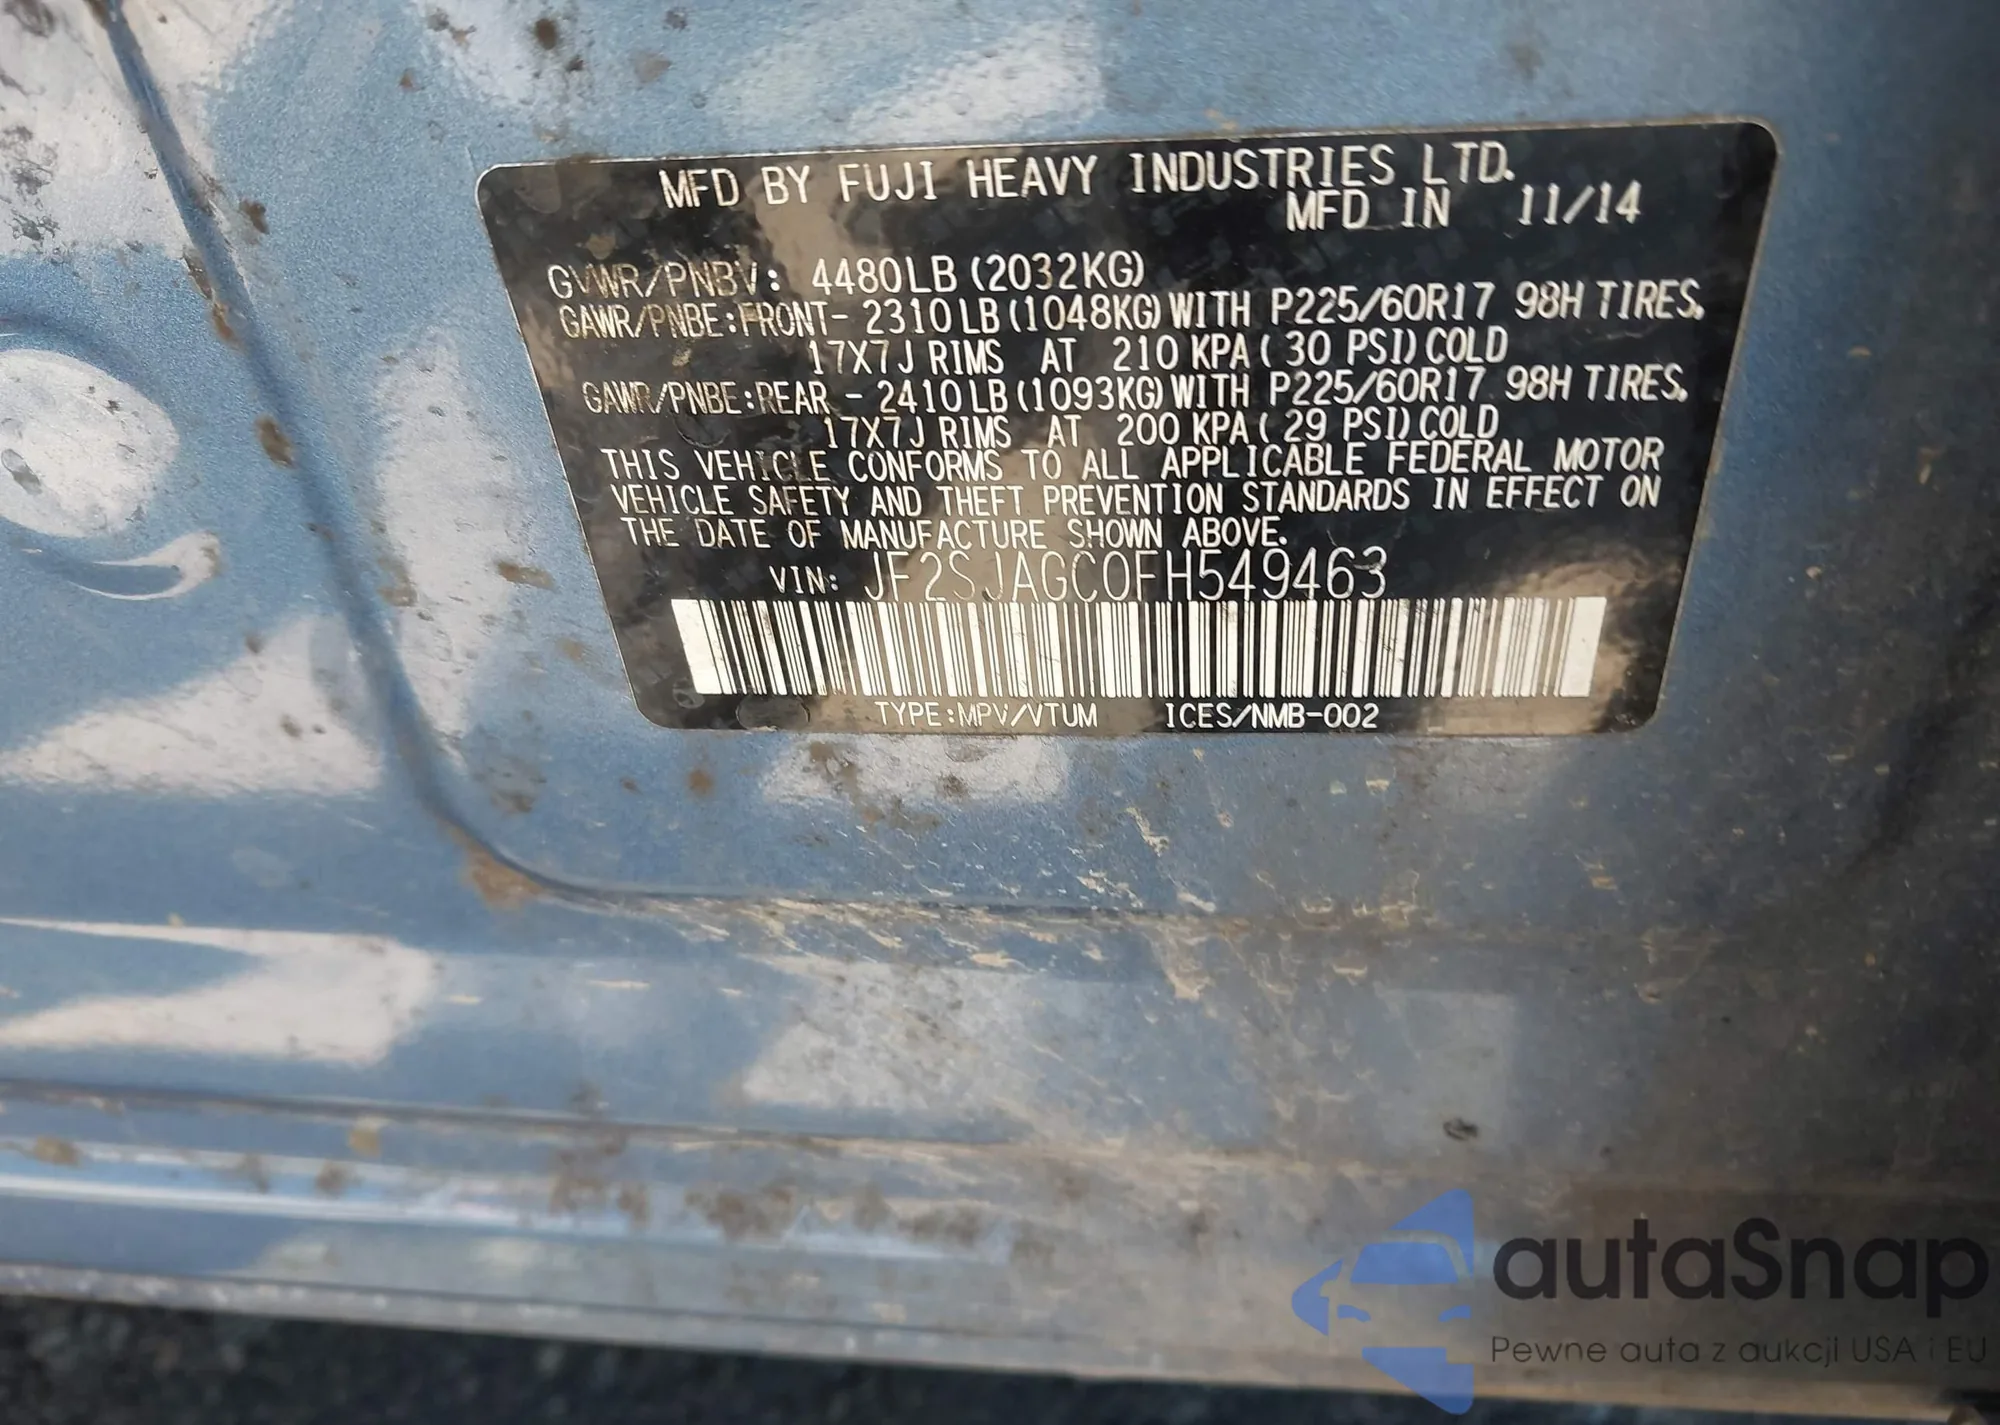 MFD BY FUJI HEAVY INDUSTRIES LTD.
MFD IN 11/14
GVWR/PNBV: 4480LB (2032KG)
GAWR/PNBE:FRONT- 2310LB(1048KG)WITH P225/60R17 98H TIRES,
17X7J RIMS AT 210 KPA( 30 PSI)COLD
GAWR/PNBE:REAR - 2410LB(1093KG)WITH P225/60R17 98H TIRES,
17X7J RIMS AT 200 KPA( 29 PSI)COLD
THIS VEHICLE CONFORMS TO ALL APPLICABLE FEDERAL MOTOR
VEHICLE SAFETY AND THEFT PREVENTION STANDARDS IN EFFECT ON
THE DATE OF MANUFACTURE SHOWN ABOVE.
VIN: JF2SJAGC0FH549463
TYPE:MPV/VTUM ICES/NMB-002
autaSnap
Pewne auta z aukcji USA i EU